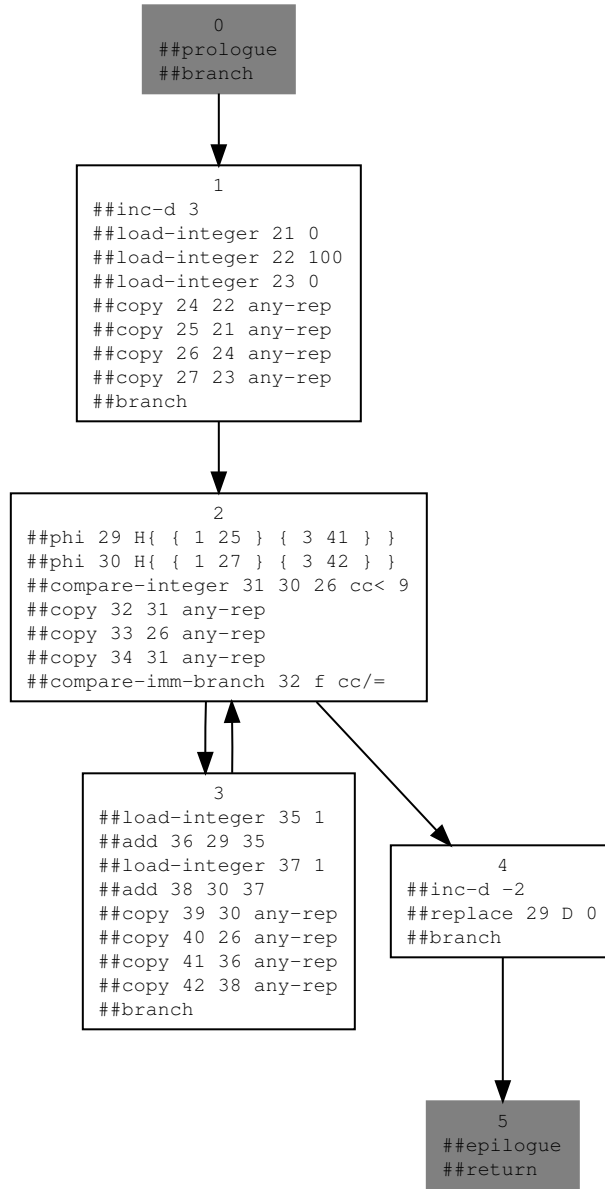 0
##prologue
##branch
1
##inc-d 3
##load-integer 21 0
##load-integer 22 100
##load-integer 23 0
##copy 24 22 any-rep
##copy 25 21 any-rep
##copy 26 24 any-rep
##copy 27 23 any-rep
##branch
2
##phi 29 H{ { 1 25 } { 3 41 } }
##phi 30 H{ { 1 27 } { 3 42 } }
##compare-integer 31 30 26 cc< 9
##copy 32 31 any-rep
##copy 33 26 any-rep
##copy 34 31 any-rep
##compare-imm-branch 32 f cc/=
3
##load-integer 35 1
##add 36 29 35
##load-integer 37 1
##add 38 30 37
##copy 39 30 any-rep
##copy 40 26 any-rep
##copy 41 36 any-rep
##copy 42 38 any-rep
##branch
4
##inc-d -2
##replace 29 D 0
##branch
5
##epilogue
##return